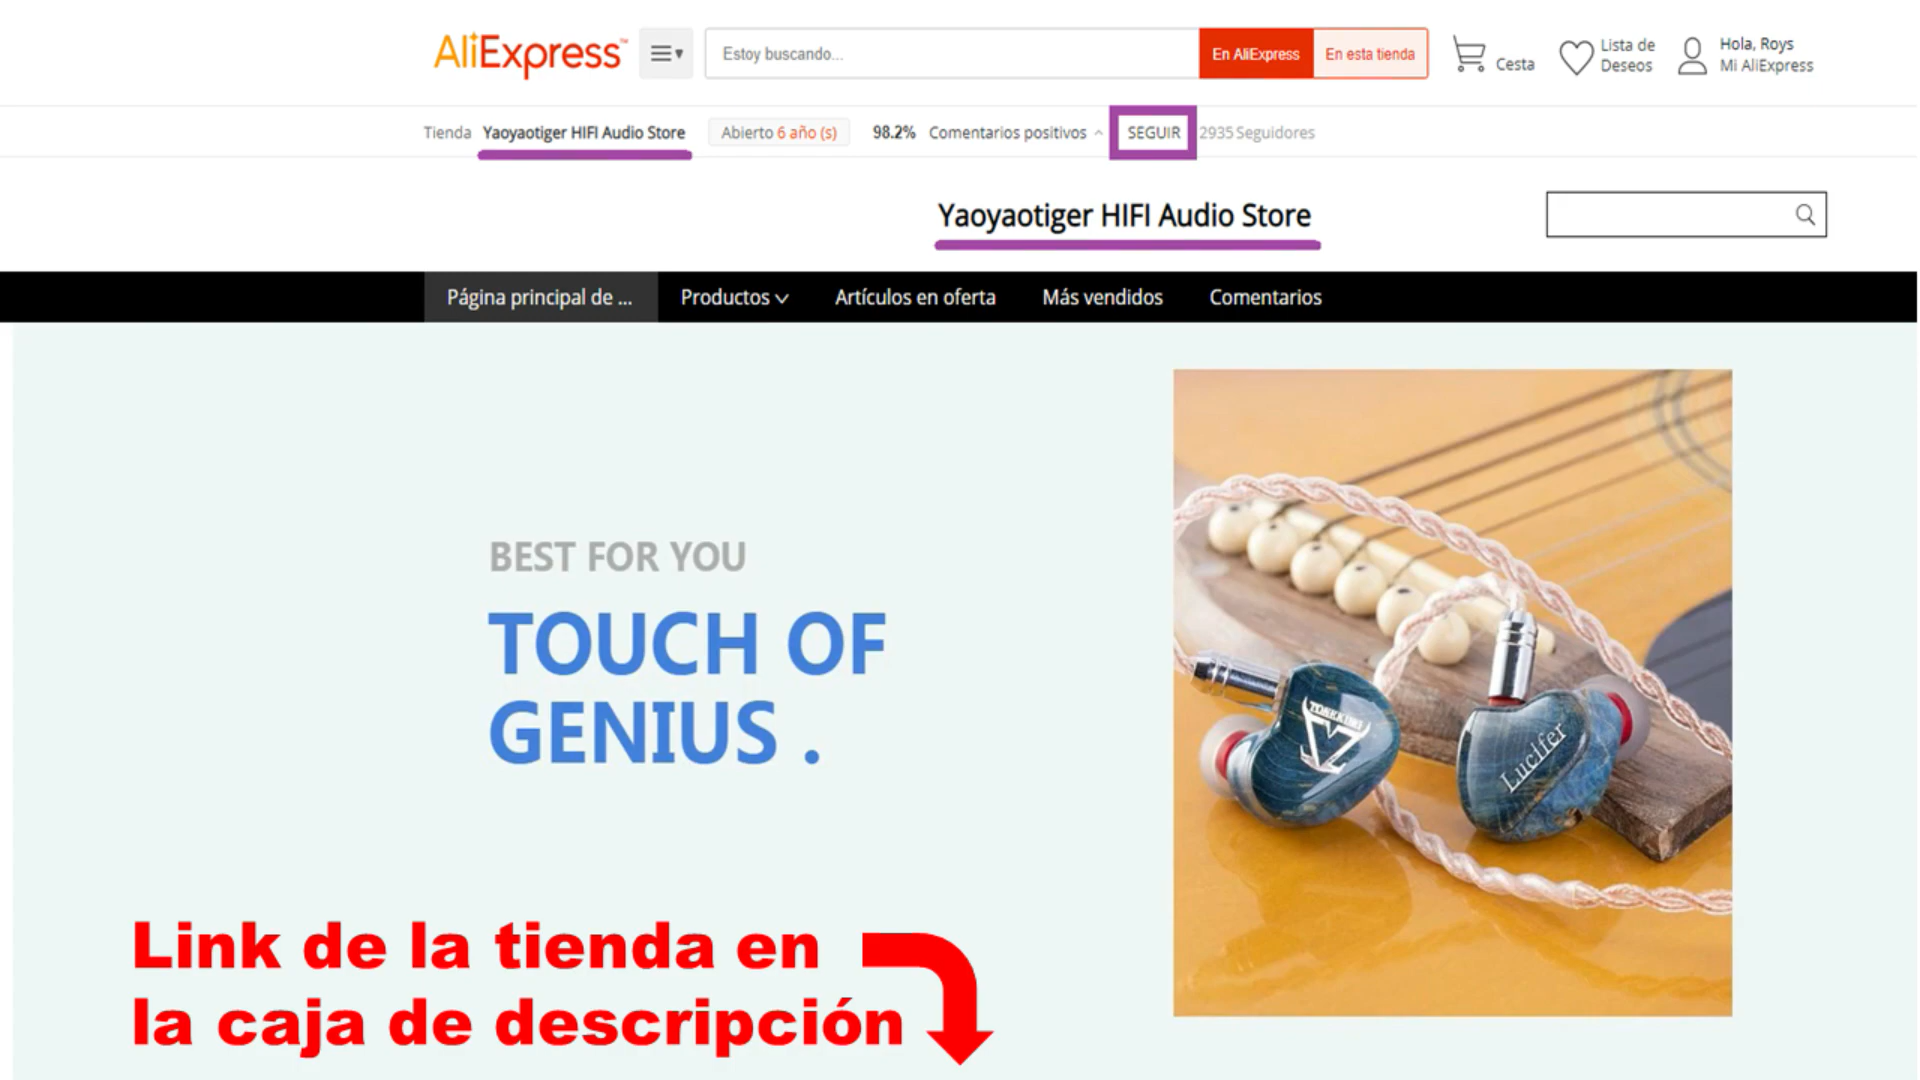 AliExpress™
Estoy buscando...
En AliExpress
En esta tienda
Cesta
Lista de
Deseos
Hola, Roys
Mi AliExpress
Tienda Yaoyaotiger HIFI Audio Store
Abierto 6 año (s)
98.2% Comentarios positivos
SEGUIR
2935 Seguidores
Yaoyaotiger HIFI Audio Store
Página principal de ...
Productos
Artículos en oferta
Más vendidos
Comentarios
BEST FOR YOU
TOUCH OF
GENIUS .
TONEKING
Lucifer
Link de la tienda en
la caja de descripción